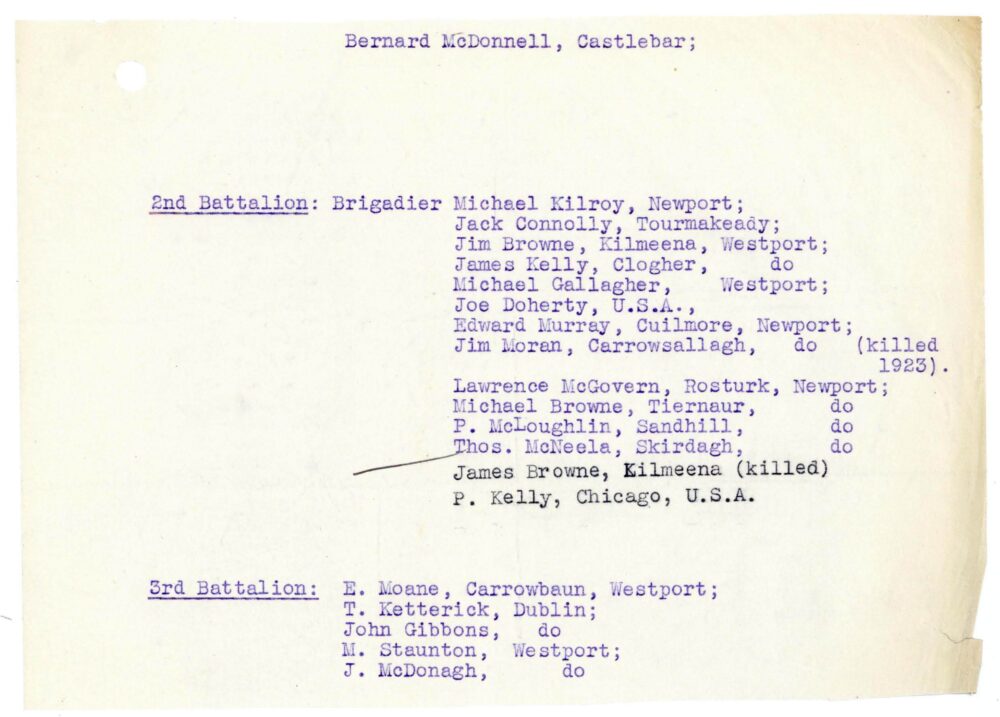 Bernard McDonnell, Castlebar;
2nd Battalion: Brigadier Michael Kilroy, Newport;
Jack Connolly, Tourmakeady;
Jim Browne, Kilmeena, Westport;
James Kelly, Clogher, do
Michael Gallagher, Westport;
Joe Doherty, U.S.A.,
Edward Murray, Cuilmore, Newport;
Jim Moran, Carrowsallagh, do (killed
1923).
Lawrence McGovern, Rosturk, Newport;
Michael Browne, Tiernaur, do
P. McLoughlin, Sandhill, do
Thos. McNeela, Skirdagh, do
James Browne, Kilmeena (killed)
P. Kelly, Chicago, U.S.A.
3rd Battalion: E. Moane, Carrowbaun, Westport;
T. Ketterick, Dublin;
John Gibbons, do
M. Staunton, Westport;
J. McDonagh, do